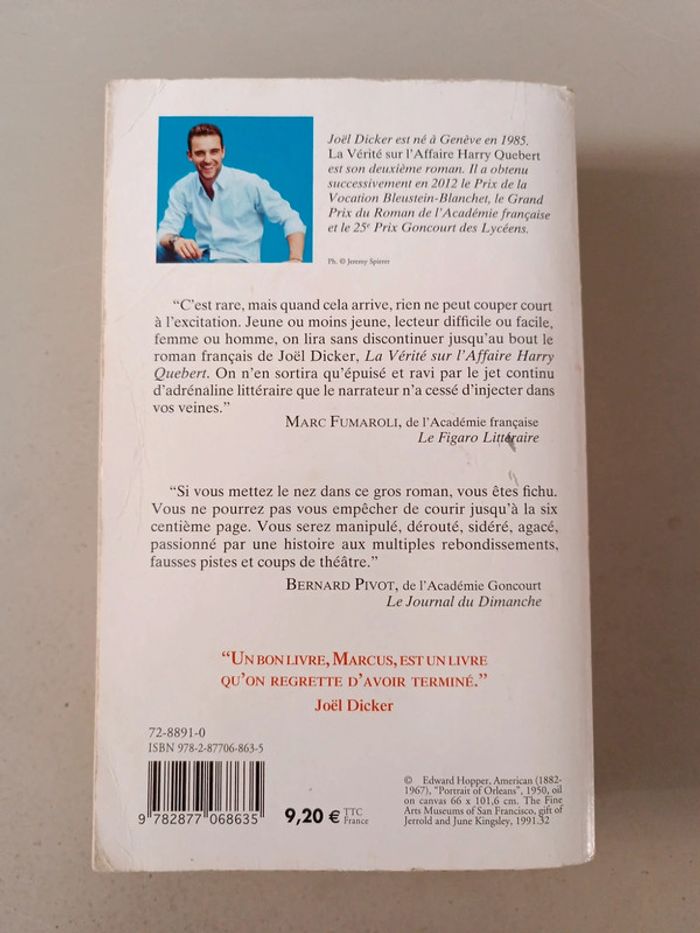 Joël Dicker est né à Genève en 1985.
La Vérité sur l'Affaire Harry Quebert
est son deuxième roman. Il a obtenu
successivement en 2012 le Prix de la
Vocation Bleustein-Blanchet, le Grand
Prix du Roman de l'Académie française
et le 25e Prix Goncourt des Lycéens.
Ph. © Jeremy Spierer
“C'est rare, mais quand cela arrive, rien ne peut couper court
à l'excitation. Jeune ou moins jeune, lecteur difficile ou facile,
femme ou homme, on lira sans discontinuer jusqu'au bout le
roman français de Joël Dicker, La Vérité sur l'Affaire Harry
Quebert. On n'en sortira qu'épuisé et ravi par le jet continu
d'adrénaline littéraire que le narrateur n'a cessé d'injecter dans
vos veines.”
MARC FUMAROLI, de l'Académie française
Le Figaro Littéraire
“Si vous mettez le nez dans ce gros roman, vous êtes fichu.
Vous ne pourrez pas vous empêcher de courir jusqu'à la six
centième page. Vous serez manipulé, dérouté, sidéré, agacé,
passionné par une histoire aux multiples rebondissements,
fausses pistes et coups de théâtre.”
BERNARD PIVOT, de l'Académie Goncourt
Le Journal du Dimanche
“UN BON LIVRE, MARCUS, EST UN LIVRE
QU'ON REGRETTE D'AVOIR TERMINÉ.”
Joël Dicker
72-8891-0
ISBN 978-2-87706-863-5
9 782877 068635
9,20 € TTC France
© Edward Hopper, American (1882-
1967), “Portrait of Orleans”, 1950, oil
on canvas 66 x 101,6 cm. The Fine
Arts Museums of San Francisco, gift of
Jerrold and June Kingsley, 1991.32